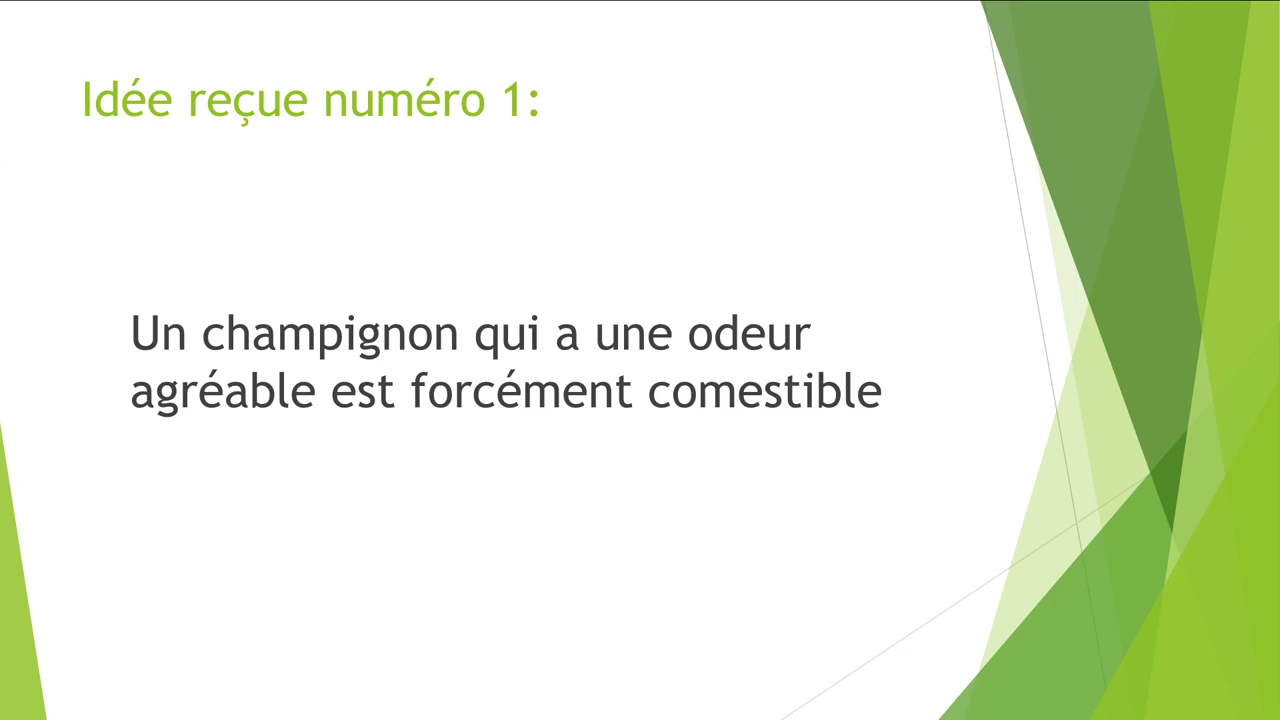 Idée reçue numéro 1:
Un champignon qui a une odeur
agréable est forcément comestible